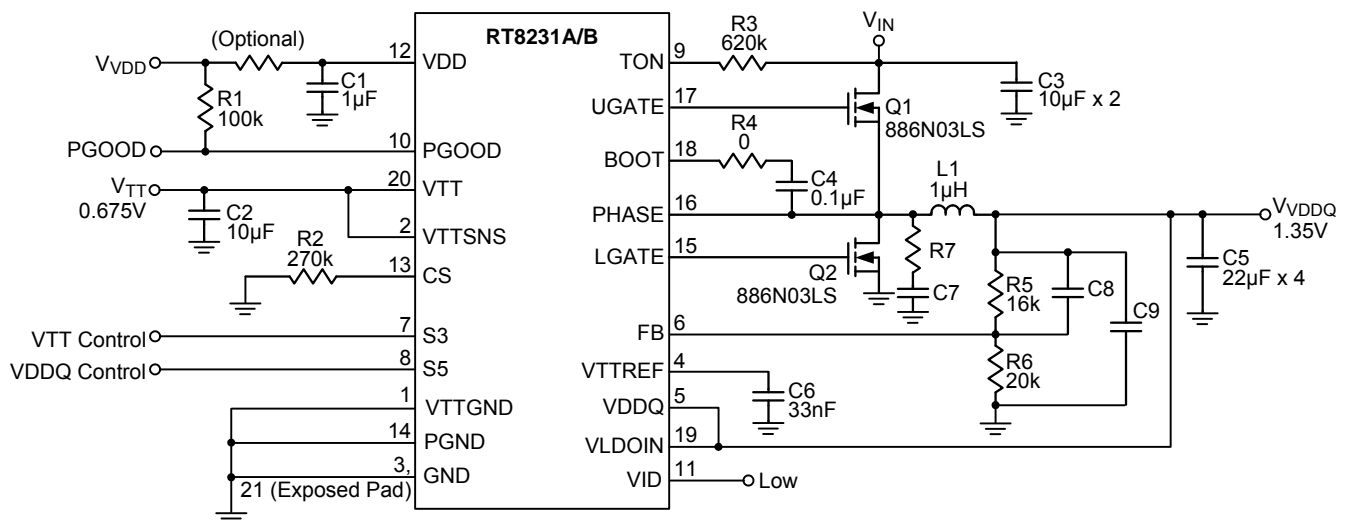 RT8231A/B
(Optional)
V_VDD
12
VDD
C1
1µF
R1
100k
PGOOD
10
PGOOD
V_TT
0.675V
20
VTT
C2
10µF
2
VTTSNS
R2
270k
13
CS
VTT Control
7
S3
VDDQ Control
8
S5
1
VTTGND
14
PGND
3,
21 (Exposed Pad)
GND
TON
9
R3
620k
V_IN
C3
10µF x 2
UGATE
17
Q1
886N03LS
BOOT
18
R4
0
C4
0.1µF
PHASE
16
L1
1µH
V_VDDQ
1.35V
LGATE
15
Q2
886N03LS
R7
C7
R5
16k
C8
C9
C5
22µF x 4
FB
6
R6
20k
VTTREF
4
C6
33nF
VDDQ
5
VLDOIN
19
VID
11
Low